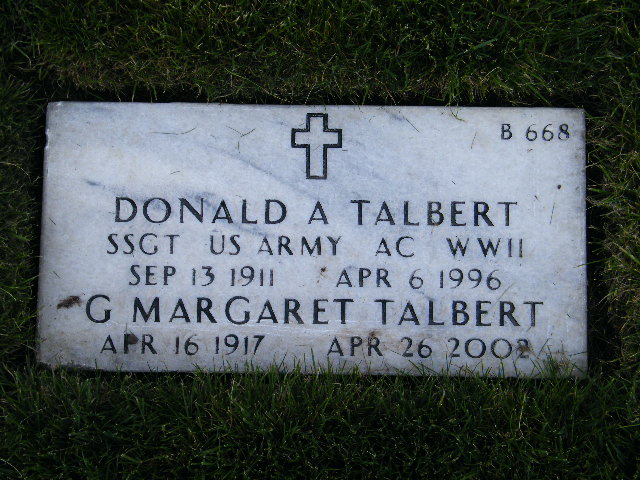 B 668
DONALD A TALBERT
SSGT US ARMY AC WWII
SEP 13 1911 APR 6 1996
G MARGARET TALBERT
APR 16 1917 APR 26